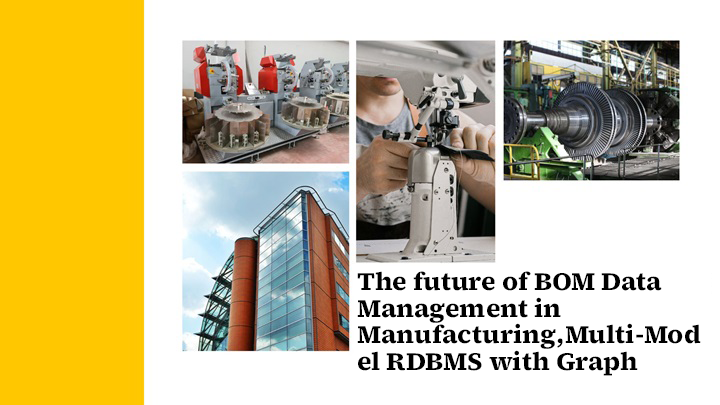 The future of BOM Data
Management in
Manufacturing,Multi-Mod
el RDBMS with Graph